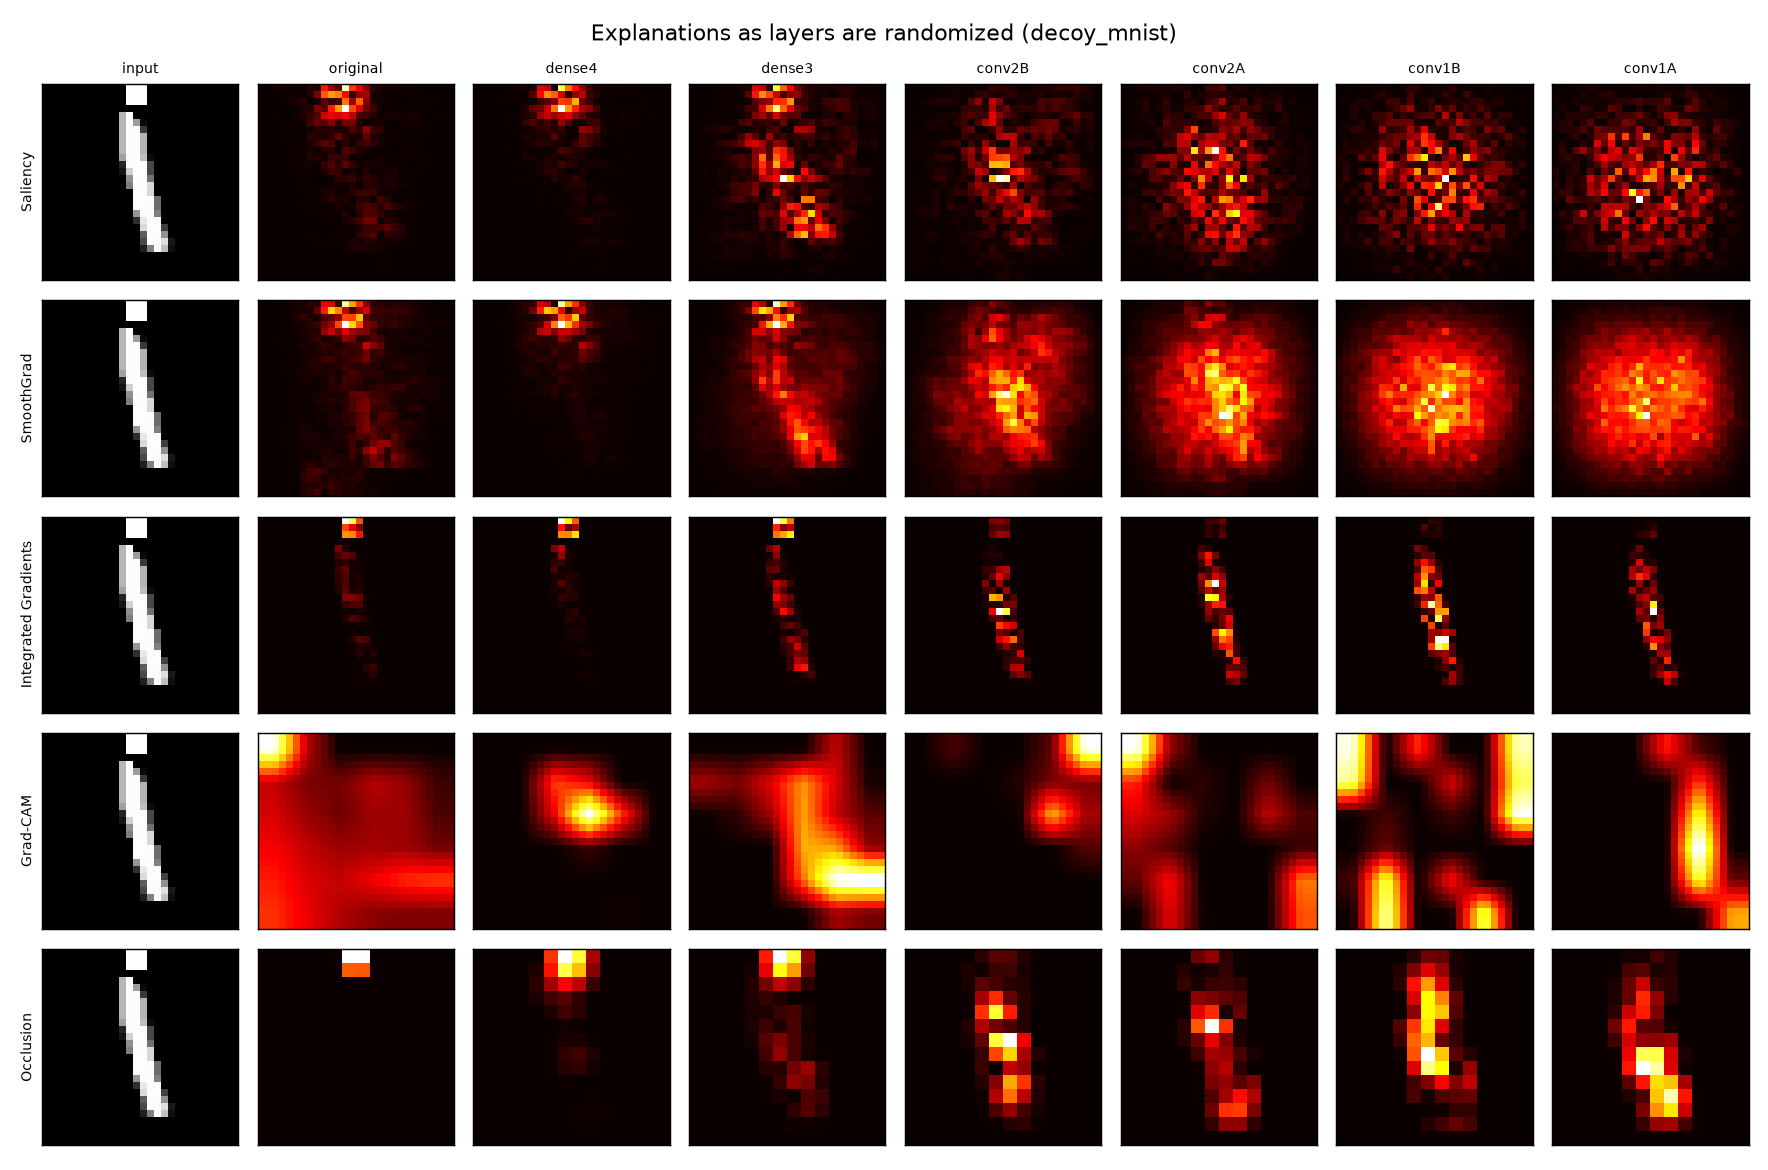 Explanations as layers are randomized (decoy_mnist)
input original dense4 dense3 conv2B conv2A conv1B conv1A
Saliency
SmoothGrad
Integrated Gradients
Grad-CAM
Occlusion